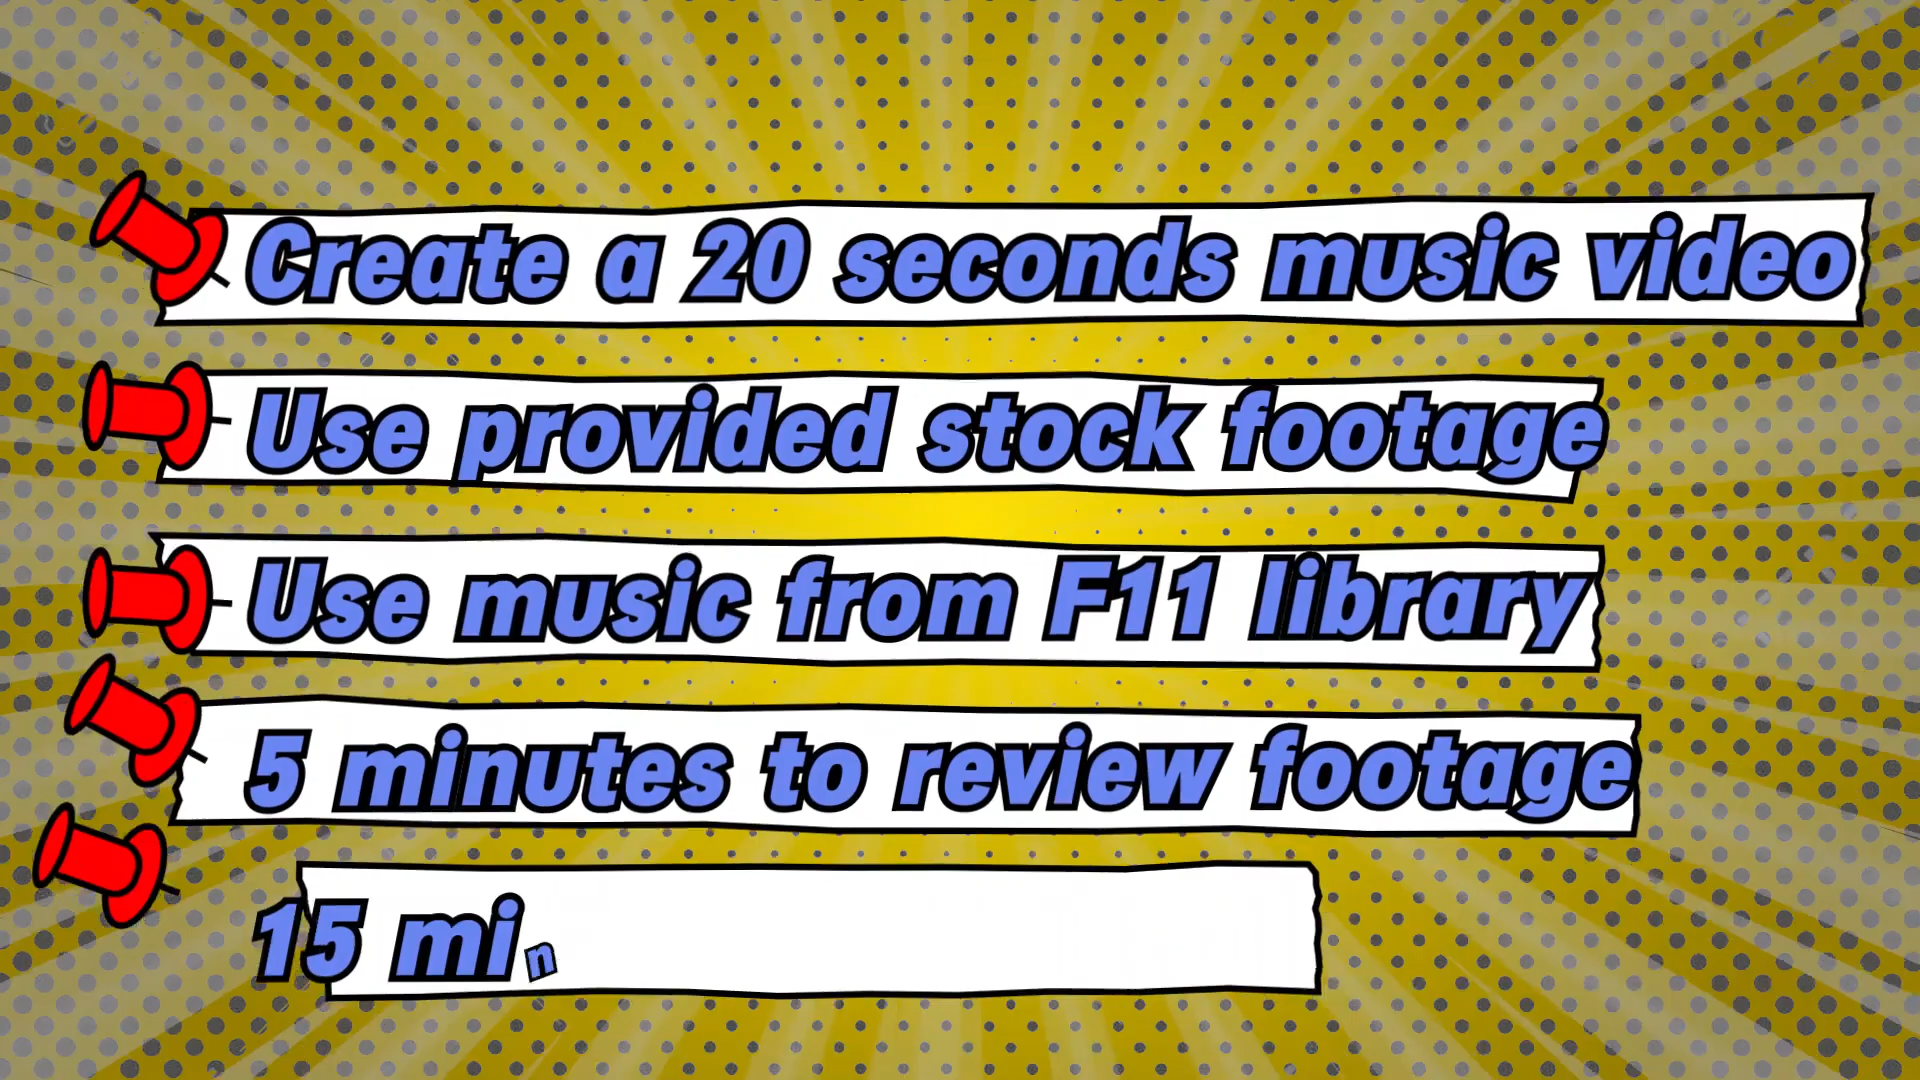 Create a 20 seconds music video
Use provided stock footage
Use music from F11 library
5 minutes to review footage
15 min